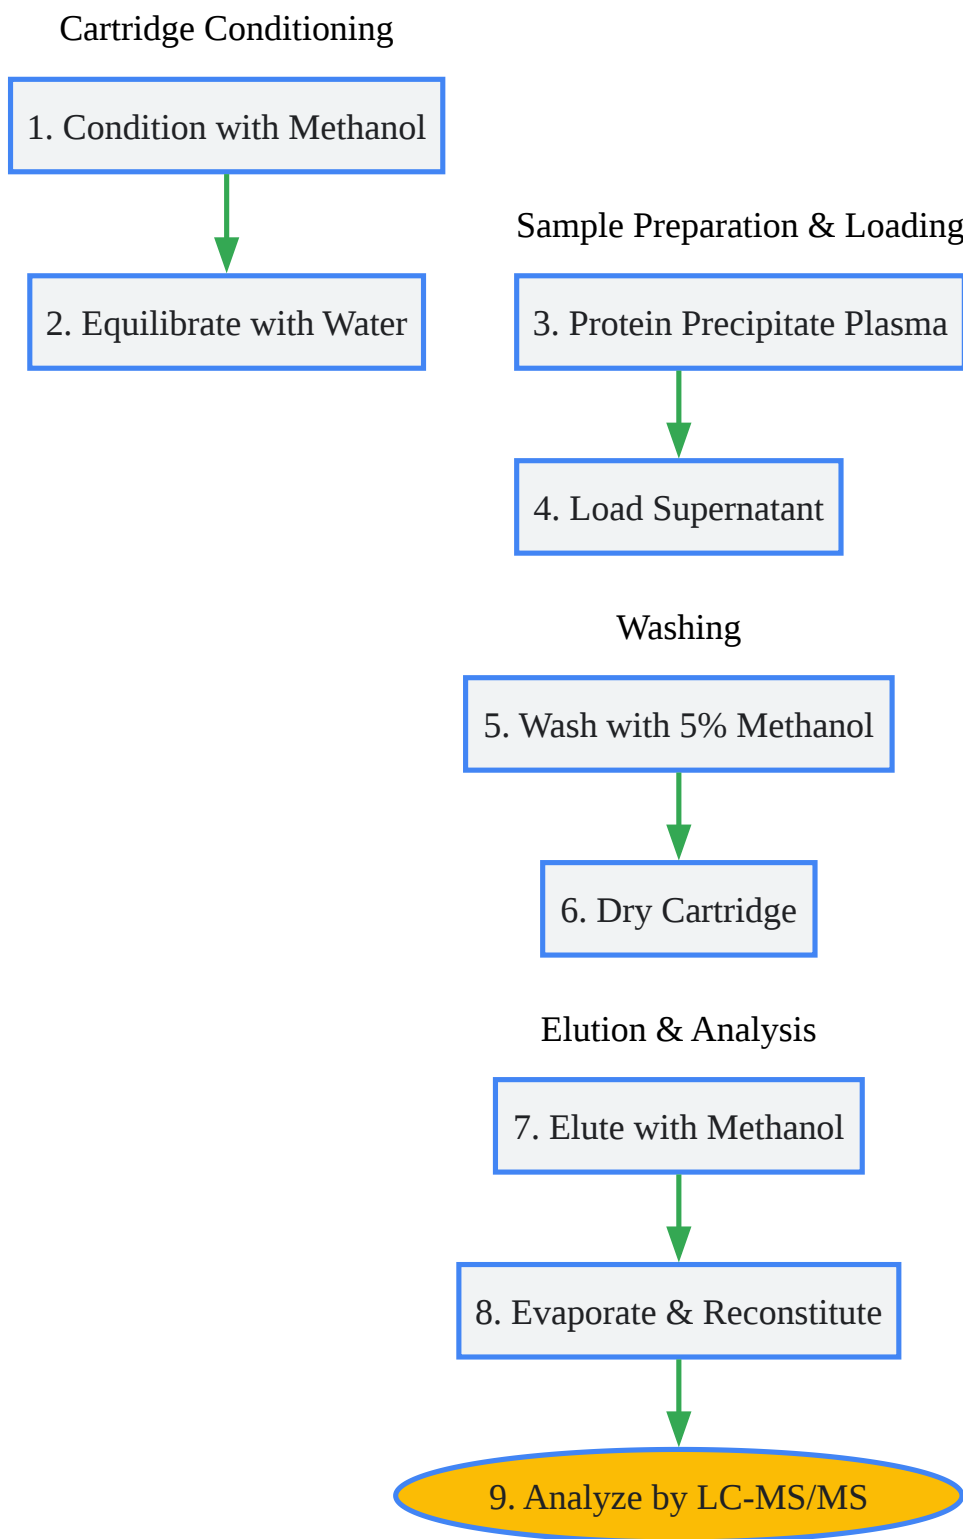 Cartridge Conditioning
1. Condition with Methanol
2. Equilibrate with Water
Sample Preparation & Loading
3. Protein Precipitate Plasma
4. Load Supernatant
Washing
5. Wash with 5% Methanol
6. Dry Cartridge
Elution & Analysis
7. Elute with Methanol
8. Evaporate & Reconstitute
9. Analyze by LC-MS/MS